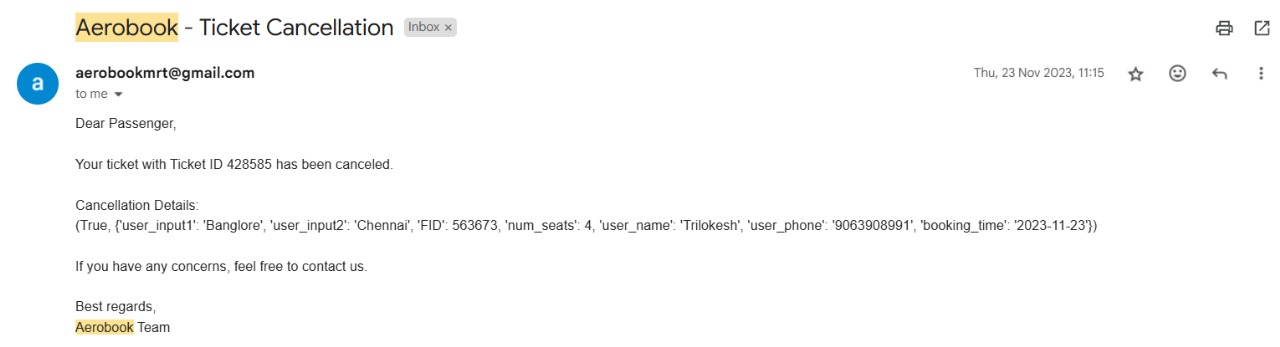 Aerobook - Ticket Cancellation Inbox ×
a
aerobookmrt@gmail.com Thu, 23 Nov 2023, 11:15
to me
Dear Passenger,
Your ticket with Ticket ID 428585 has been canceled.
Cancellation Details:
(True, {'user_input1': 'Banglore', 'user_input2': 'Chennai', 'FID': 563673, 'num_seats': 4, 'user_name': 'Trilokesh', 'user_phone': '9063908991', 'booking_time': '2023-11-23'})
If you have any concerns, feel free to contact us.
Best regards,
Aerobook Team